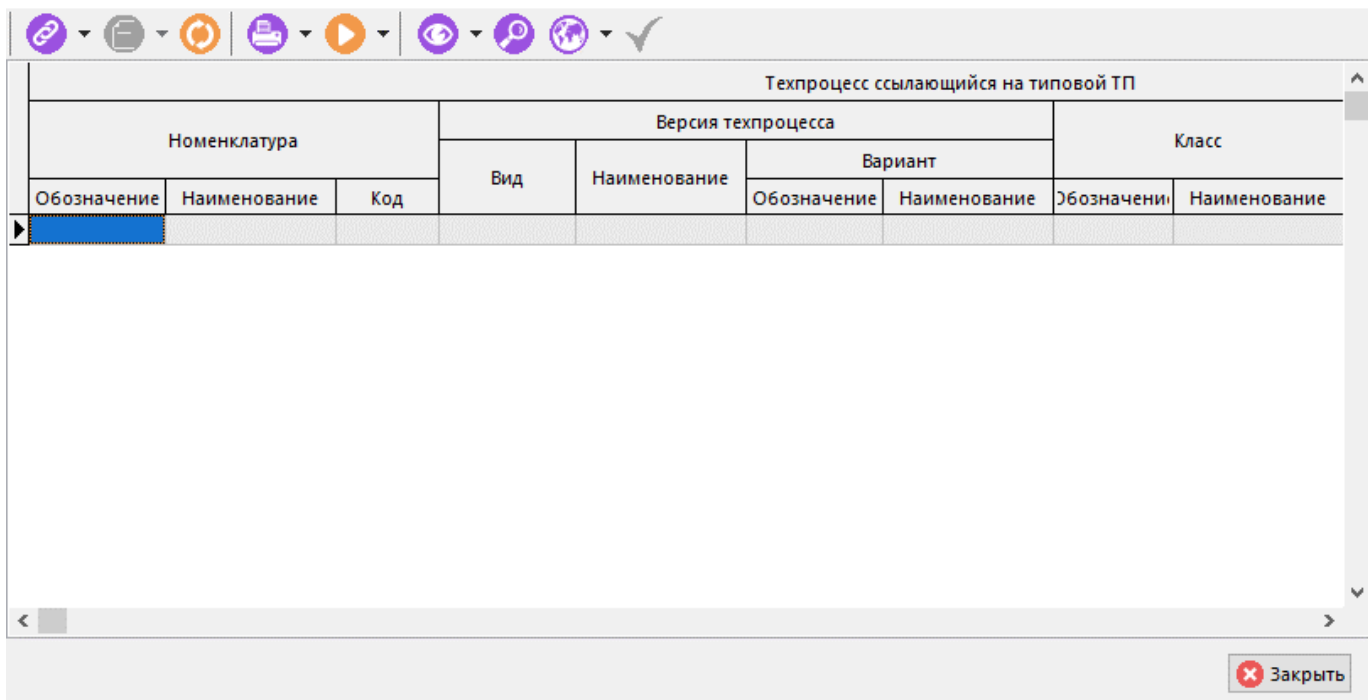 Техпроцесс ссылающийся на типовой ТП
Номенклатура Версия техпроцесса Класс
Вид Наименование Вариант
Обозначение Наименование Код Обозначение Наименование Обозначени Наименование
Закрыть